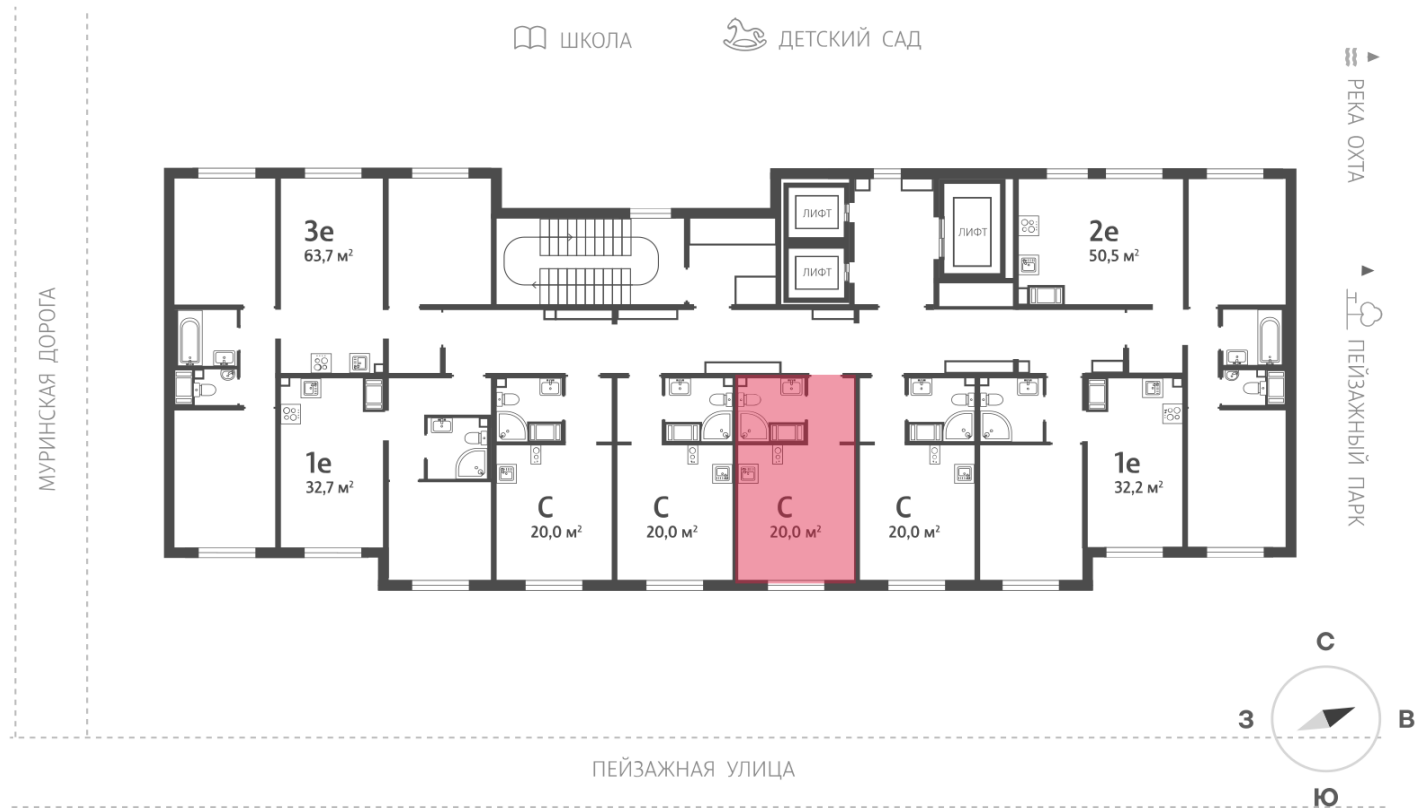 ШКОЛА
ДЕТСКИЙ САД
РЕКА ОХТА
ПЕЙЗАЖНЫЙ ПАРК
МУРИНСКАЯ ДОРОГА
3е
63,7 м²
ЛИФТ
ЛИФТ
ЛИФТ
2е
50,5 м²
1е
32,7 м²
С
20,0 м²
С
20,0 м²
С
20,0 м²
С
20,0 м²
1е
32,2 м²
С
З
В
Ю
ПЕЙЗАЖНАЯ УЛИЦА